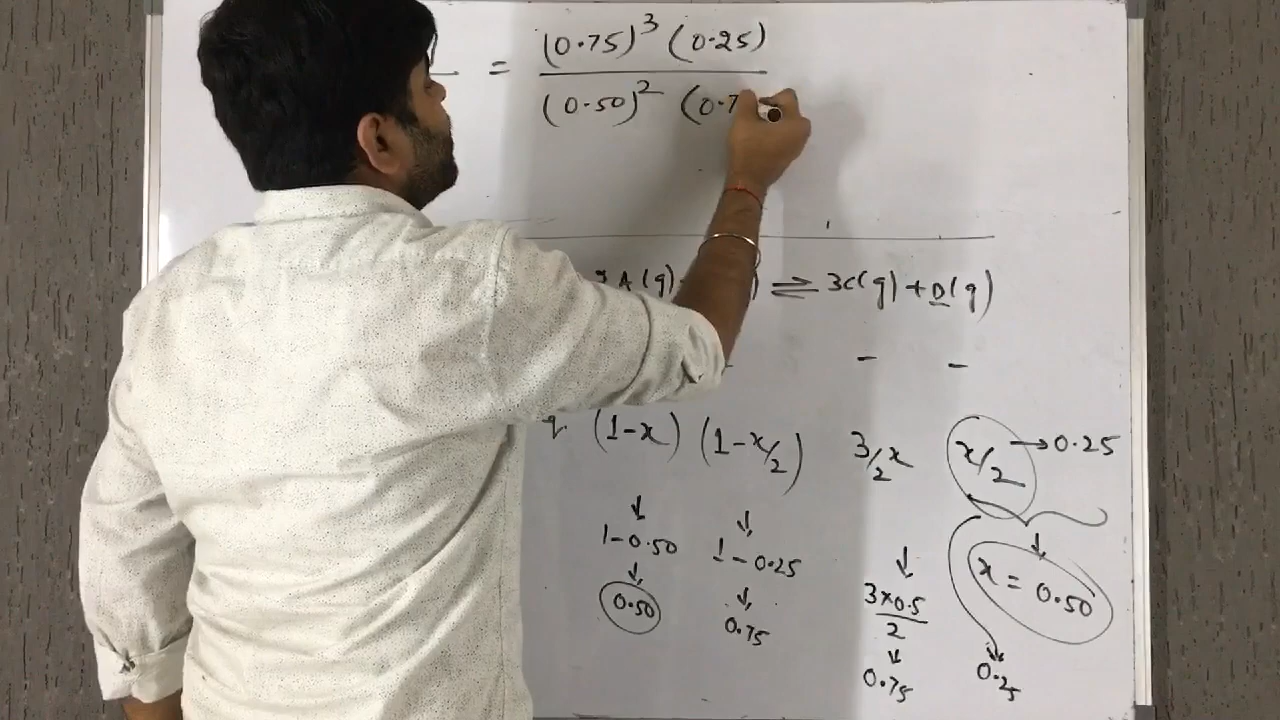 = (0.75)³ (0.25)
(0.50)² (0.7
2A(g) ⇌ 3C(g) + D(g)
- -
(1-x) (1-x/2) 3/2x x/2 → 0.25
1-0.50 1-0.25
x = 0.50
0.50 0.75 3×0.5/2
0.75 0.25